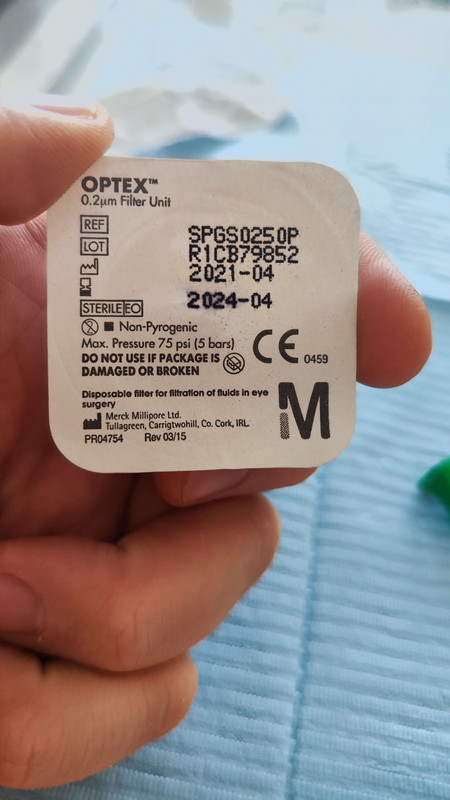 OPTEX™
0.2µm Filter Unit
REF SPGS0250P
LOT R1CB79852
2021-04
2024-04
STERILE EO
Non-Pyrogenic
Max. Pressure 75 psi (5 bars)
DO NOT USE IF PACKAGE IS
DAMAGED OR BROKEN
CE 0459
Disposable filter for filtration of fluids in eye
surgery
M
Merck Millipore Ltd.
Tullagreen, Carrigtwohill, Co. Cork, IRL.
PR04754 Rev 03/15